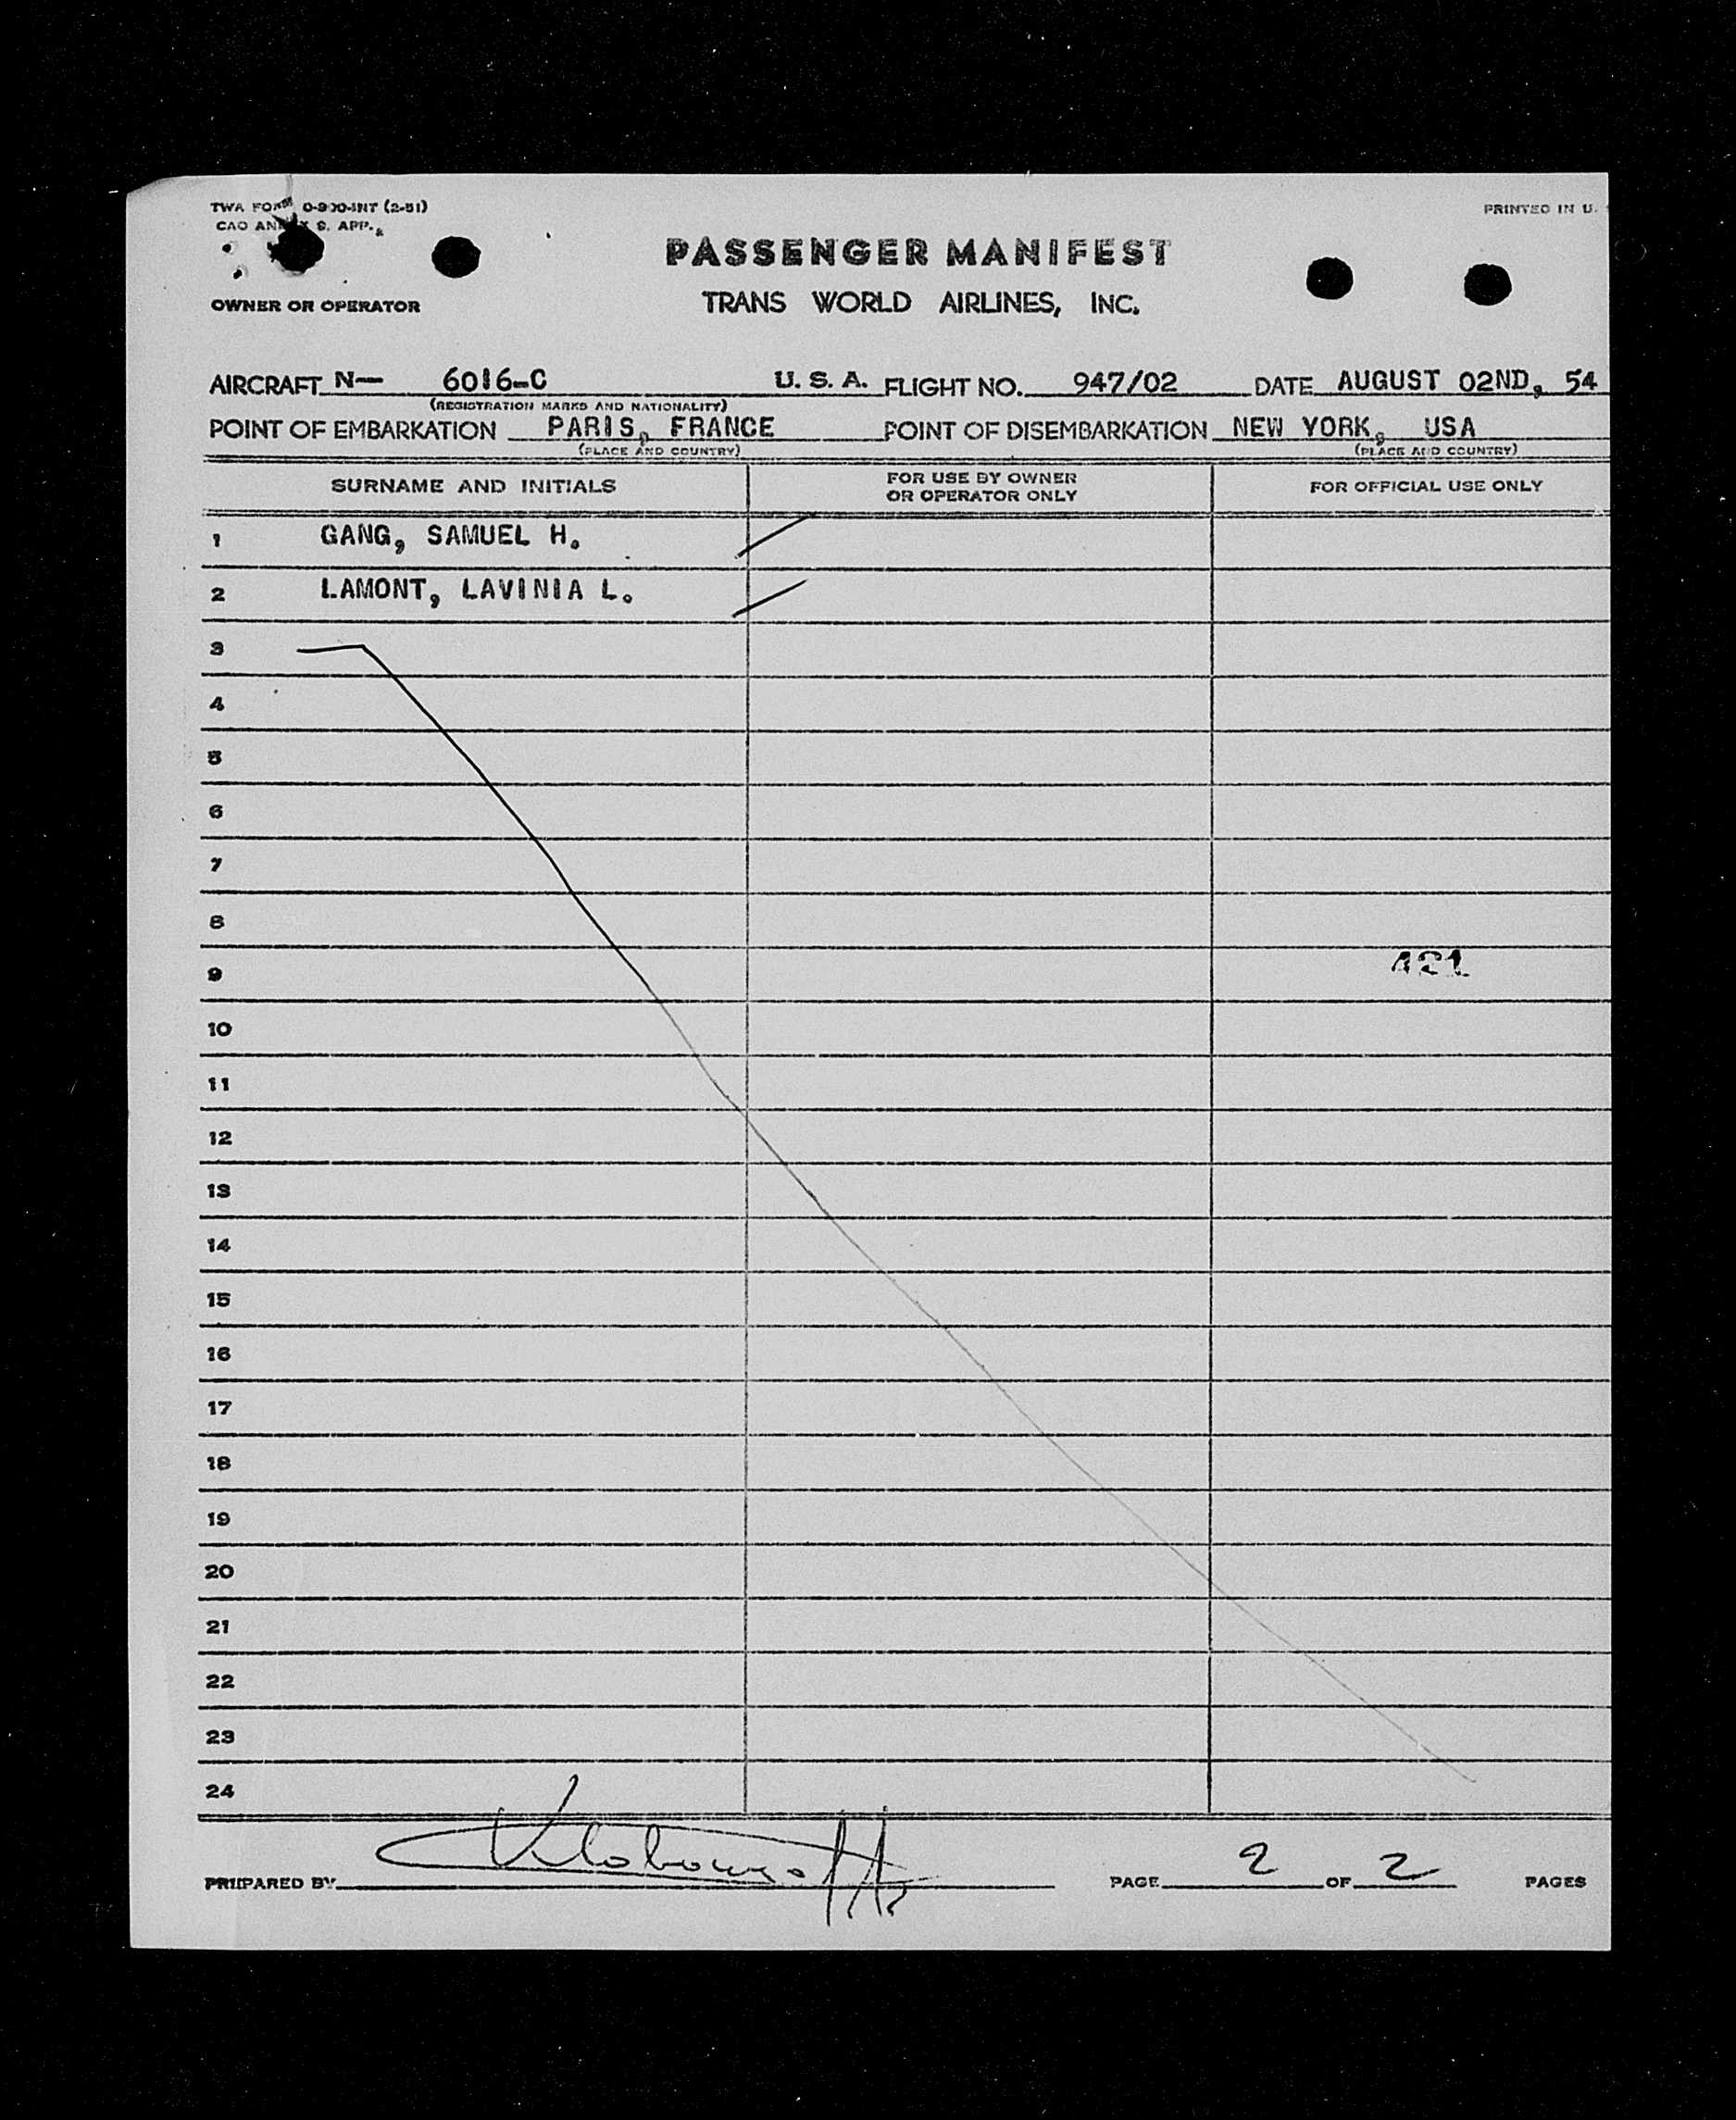 TWA FORM 0-900-INT (2-51)
PRINTED IN U.
S. APP.
PASSENGER MANIFEST
OWNER OR OPERATOR
TRANS WORLD AIRLINES, INC.
AIRCRAFT N— 6016-C U. S. A. FLIGHT NO. 947/02 DATE AUGUST 02ND, 54
(REGISTRATION MARKS AND NATIONALITY)
POINT OF EMBARKATION PARIS, FRANCE POINT OF DISEMBARKATION NEW YORK, USA
(PLACE AND COUNTRY) (PLACE AND COUNTRY)
SURNAME AND INITIALS FOR USE BY OWNER OR OPERATOR ONLY FOR OFFICIAL USE ONLY
1 GANG, SAMUEL H.
2 LAMONT, LAVINIA L.
3
4
5
6
7
8
9 421
10
11
12
13
14
15
16
17
18
19
20
21
22
23
24
PREPARED BY PAGE 2 OF 2 PAGES